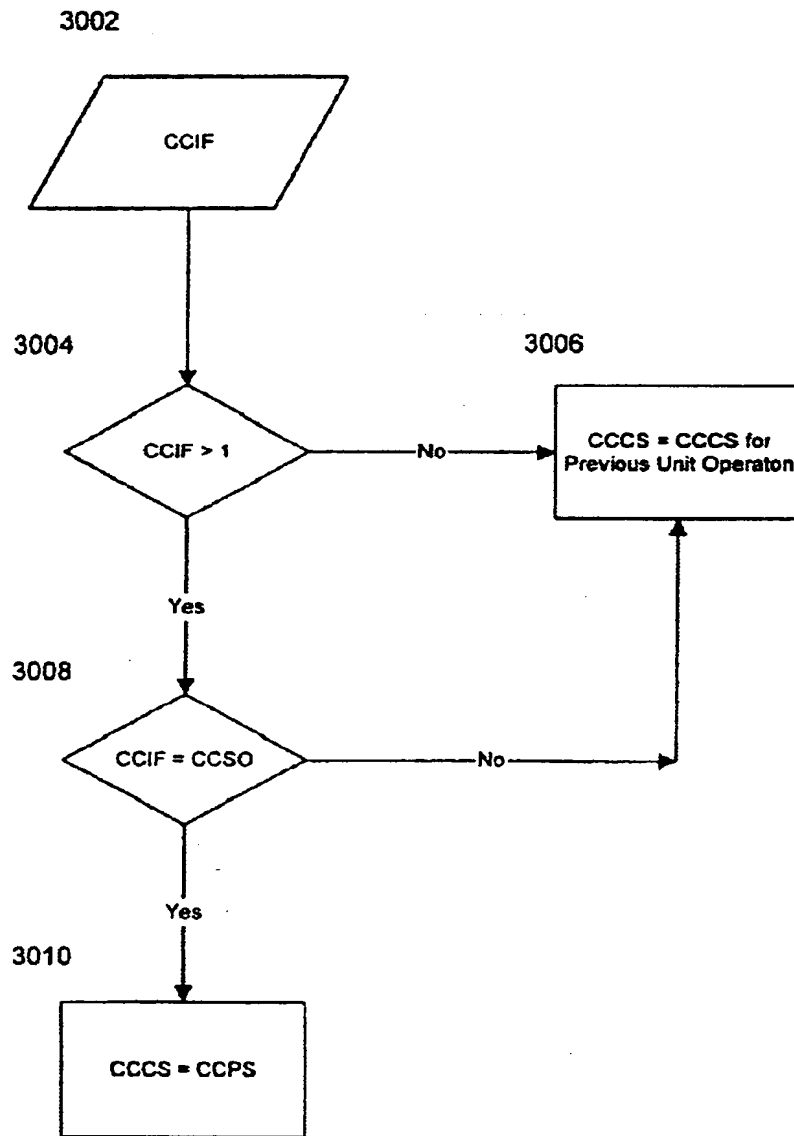 3002
CCIF
3004
CCIF > 1
No
3006
CCCS = CCCS for
Previous Unit Operaton
Yes
3008
CCIF = CCSO
No
Yes
3010
CCCS = CCPS